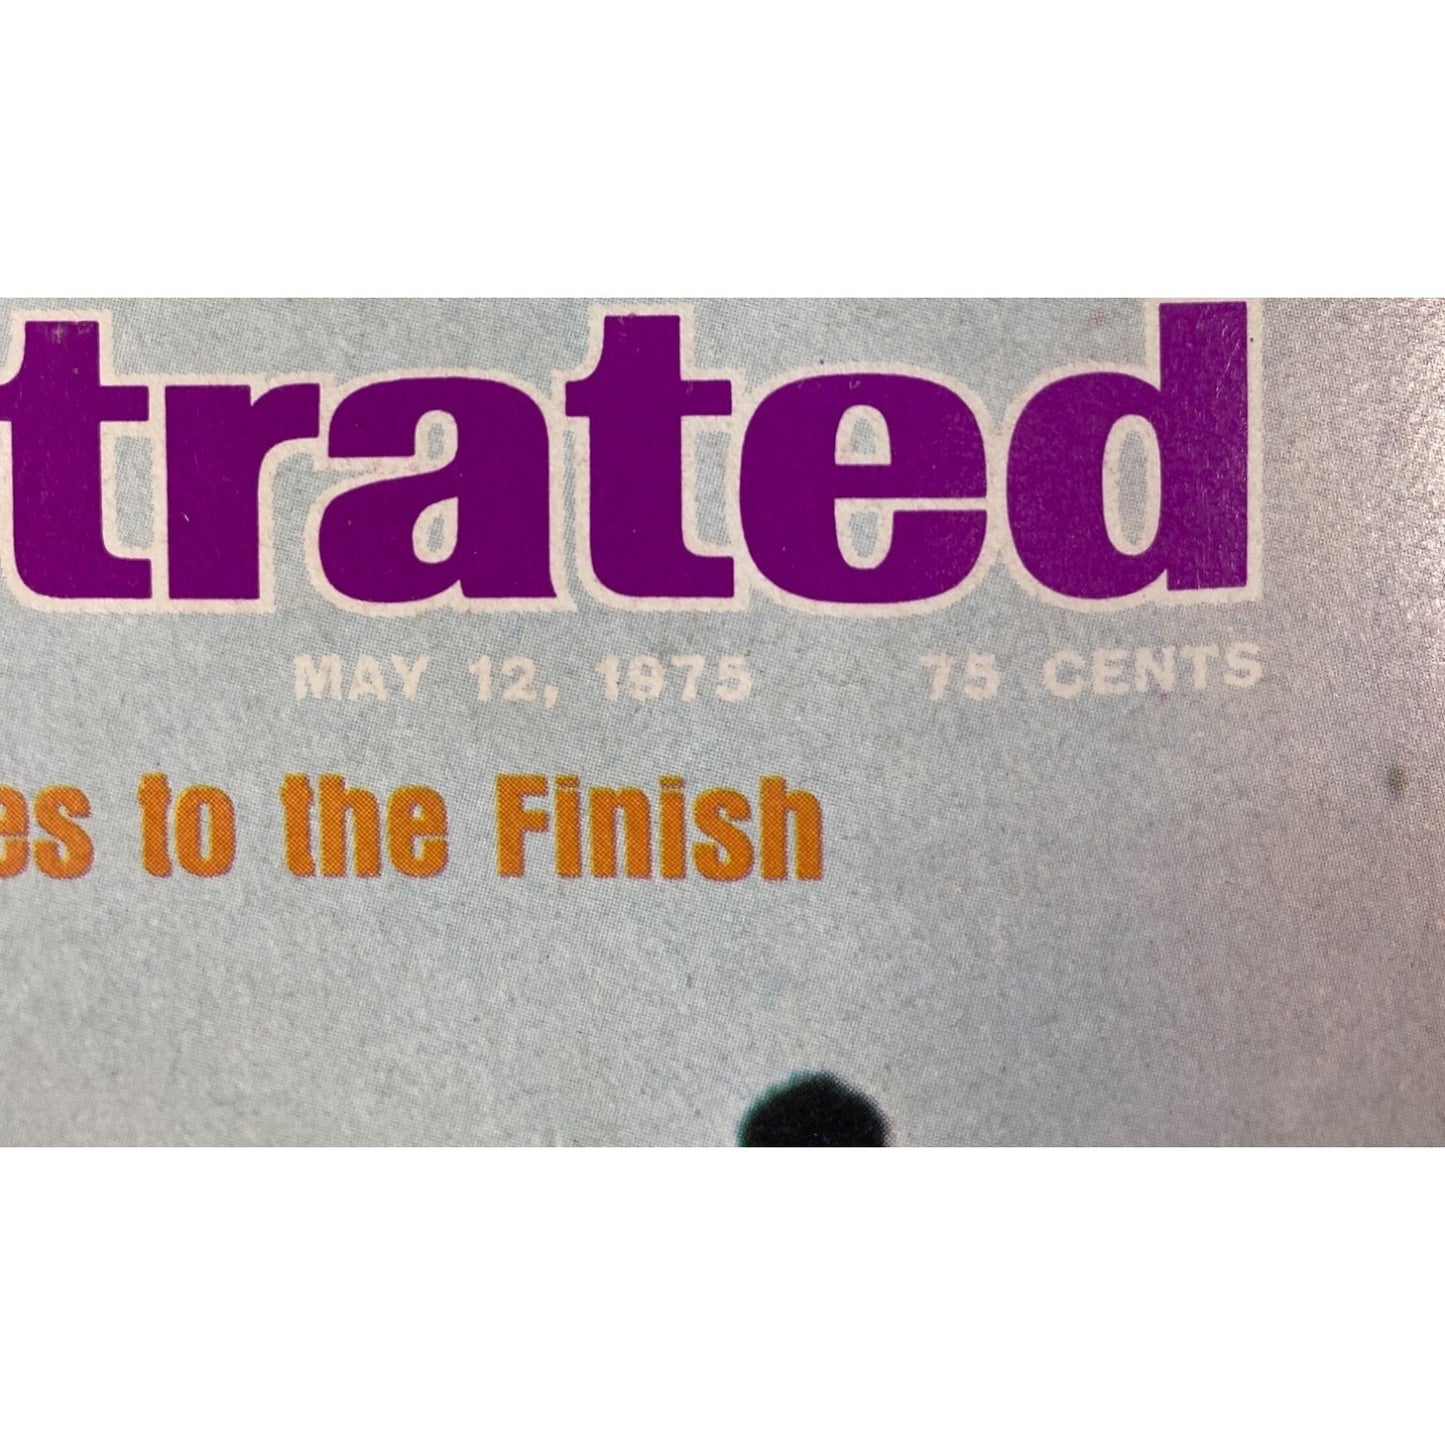 trated
MAY 12, 1975 75 CENTS
es to the Finish